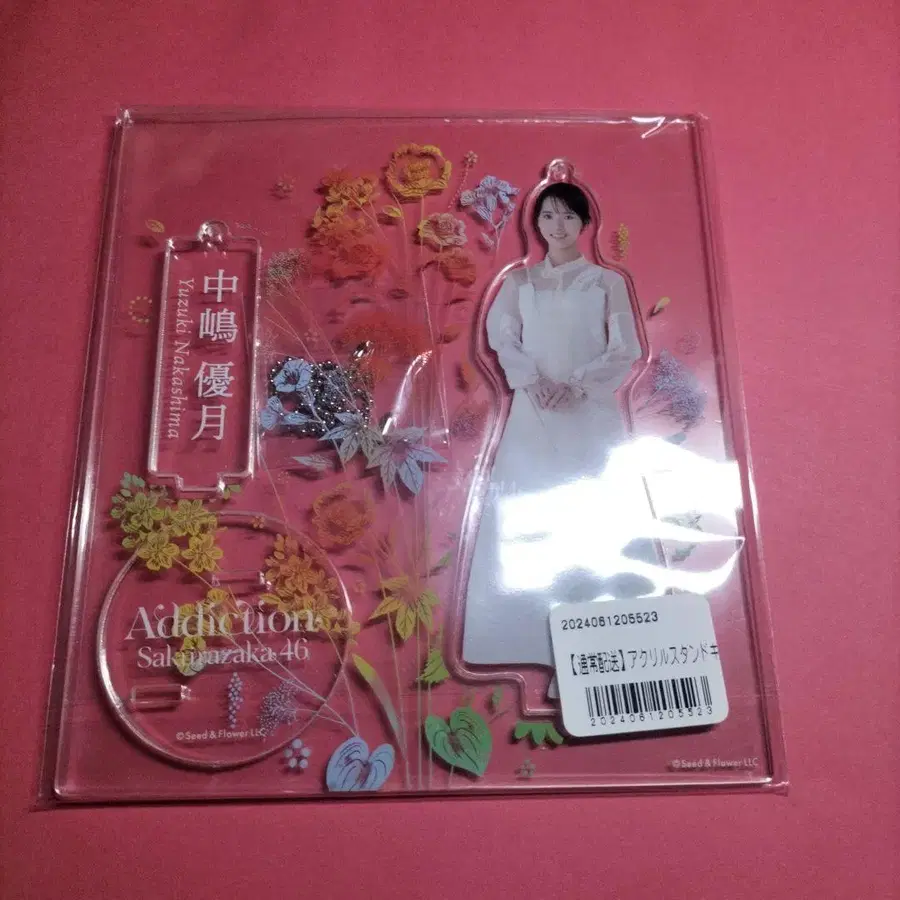 中嶋 優月
Yuzuki Nakashima
Addiction
Sakurazaka46
©Seed & Flower LLC
2024061205523
【通常配送】アクリルスタンドキ
2024061205523
©Seed & Flower LLC